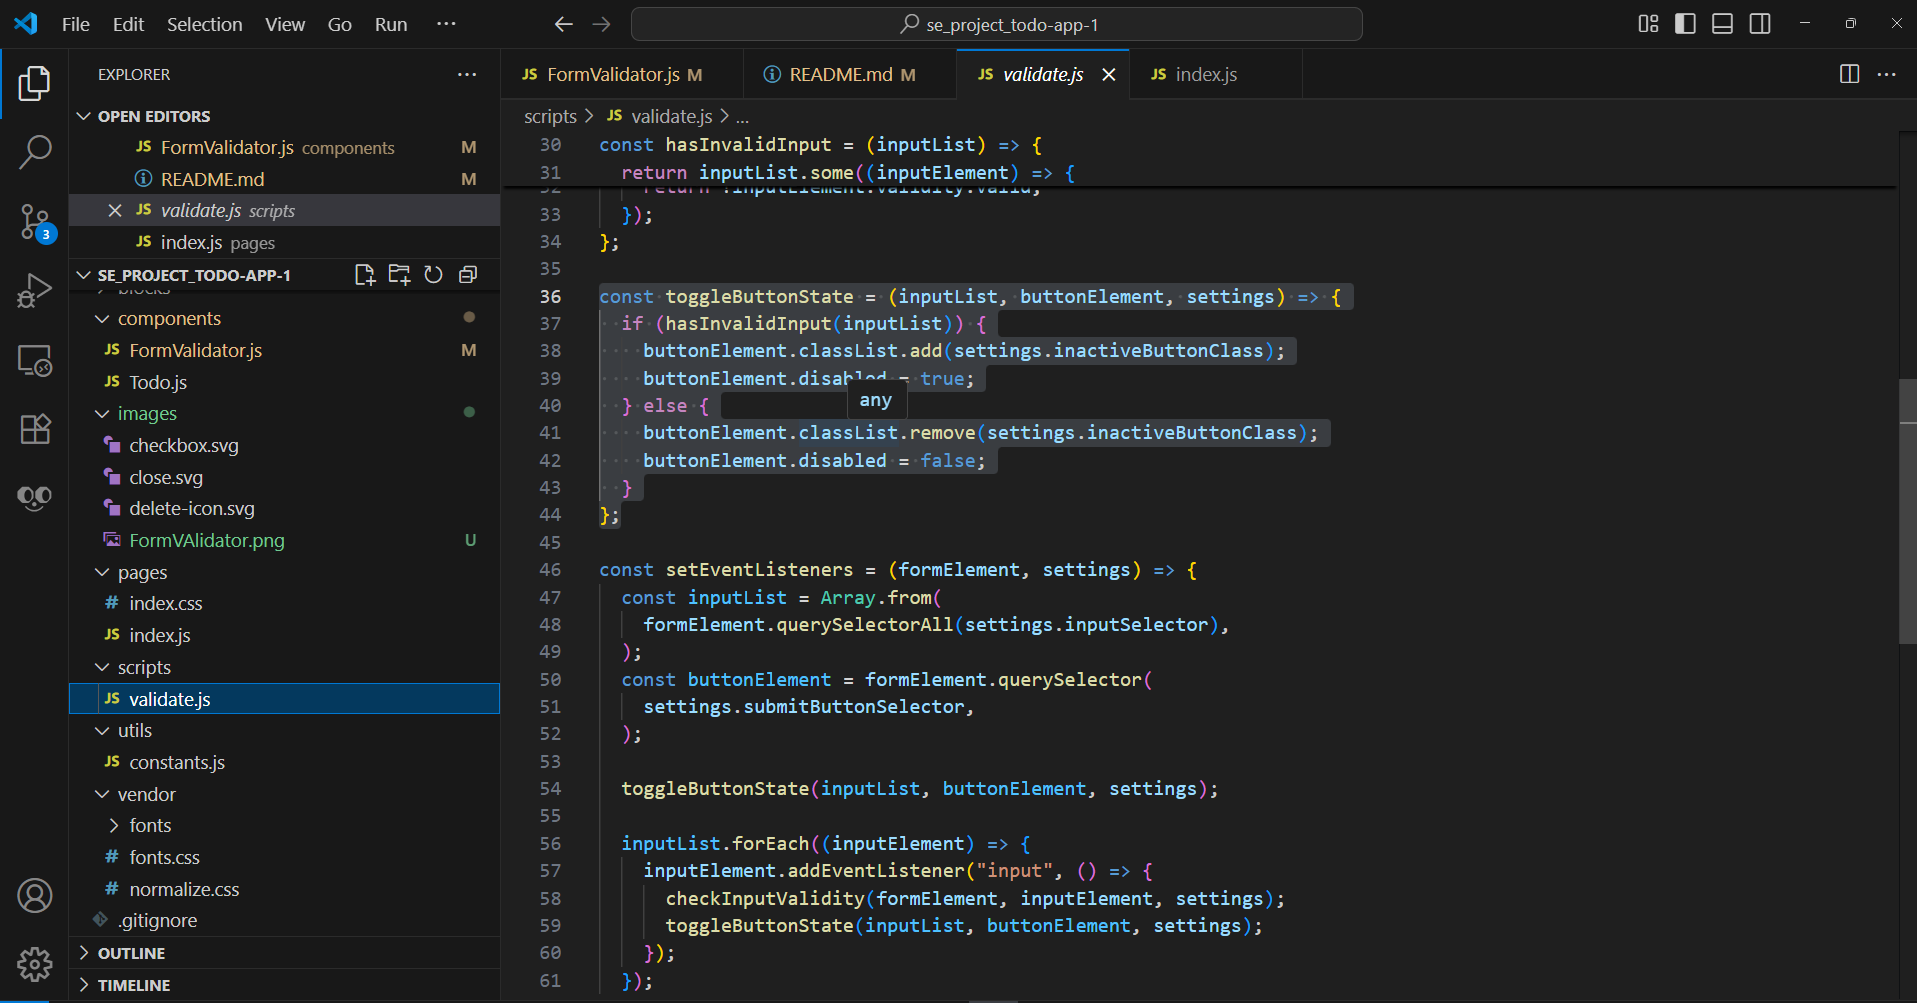 File Edit Selection View Go Run ···
se_project_todo-app-1
EXPLORER ···
OPEN EDITORS
JS FormValidator.js components M
README.md M
JS validate.js scripts
JS index.js pages
3
SE_PROJECT_TODO-APP-1
blocks
components
JS FormValidator.js M
JS Todo.js
images
checkbox.svg
close.svg
delete-icon.svg
FormVAlidator.png U
pages
# index.css
JS index.js
scripts
JS validate.js
utils
JS constants.js
vendor
fonts
# fonts.css
# normalize.css
.gitignore
OUTLINE
TIMELINE
JS FormValidator.js M
README.md M
JS validate.js
JS index.js
scripts > JS validate.js > ...
30 const hasInvalidInput = (inputList) => {
31 return inputList.some((inputElement) => {
32 return !inputElement.validity.valid;
33 });
34 };
35
36 const toggleButtonState = (inputList, buttonElement, settings) => {
37 if (hasInvalidInput(inputList)) {
38 buttonElement.classList.add(settings.inactiveButtonClass);
39 buttonElement.disabled = true;
40 } else {
any
41 buttonElement.classList.remove(settings.inactiveButtonClass);
42 buttonElement.disabled = false;
43 }
44 };
45
46 const setEventListeners = (formElement, settings) => {
47 const inputList = Array.from(
48 formElement.querySelectorAll(settings.inputSelector),
49 );
50 const buttonElement = formElement.querySelector(
51 settings.submitButtonSelector,
52 );
53
54 toggleButtonState(inputList, buttonElement, settings);
55
56 inputList.forEach((inputElement) => {
57 inputElement.addEventListener("input", () => {
58 checkInputValidity(formElement, inputElement, settings);
59 toggleButtonState(inputList, buttonElement, settings);
60 });
61 });